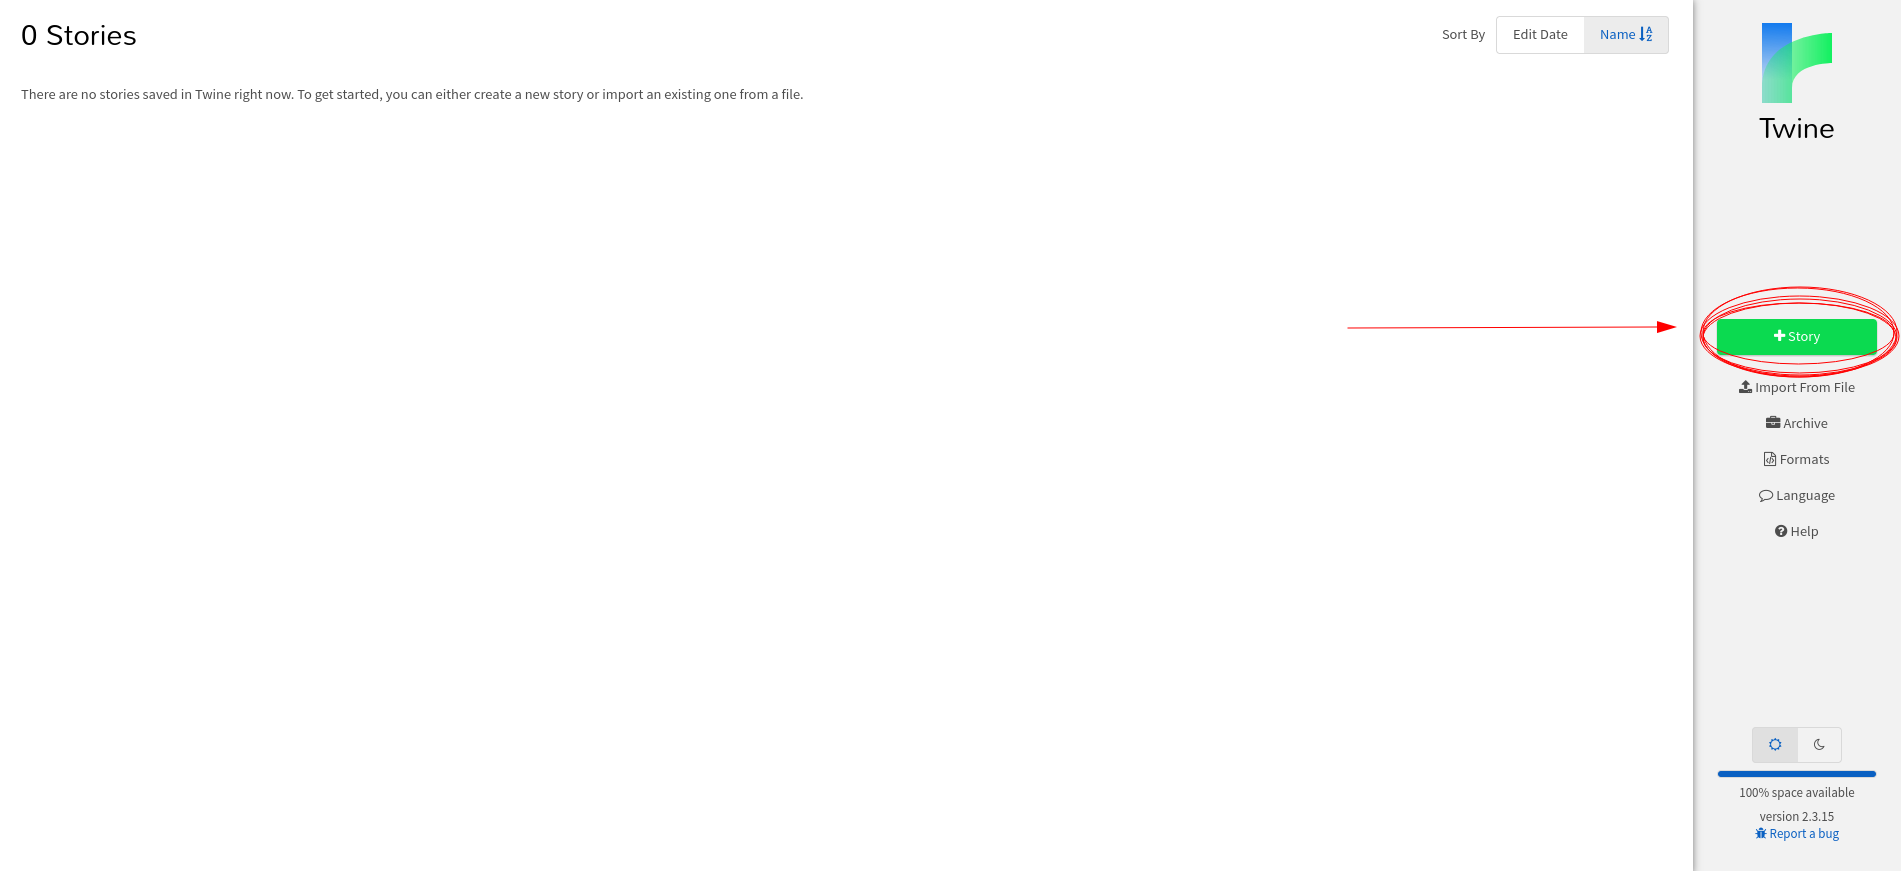 0 Stories
Sort By Edit Date Name
There are no stories saved in Twine right now. To get started, you can either create a new story or import an existing one from a file.
Twine
Story
Import From File
Archive
Formats
Language
Help
100% space available
version 2.3.15
Report a bug